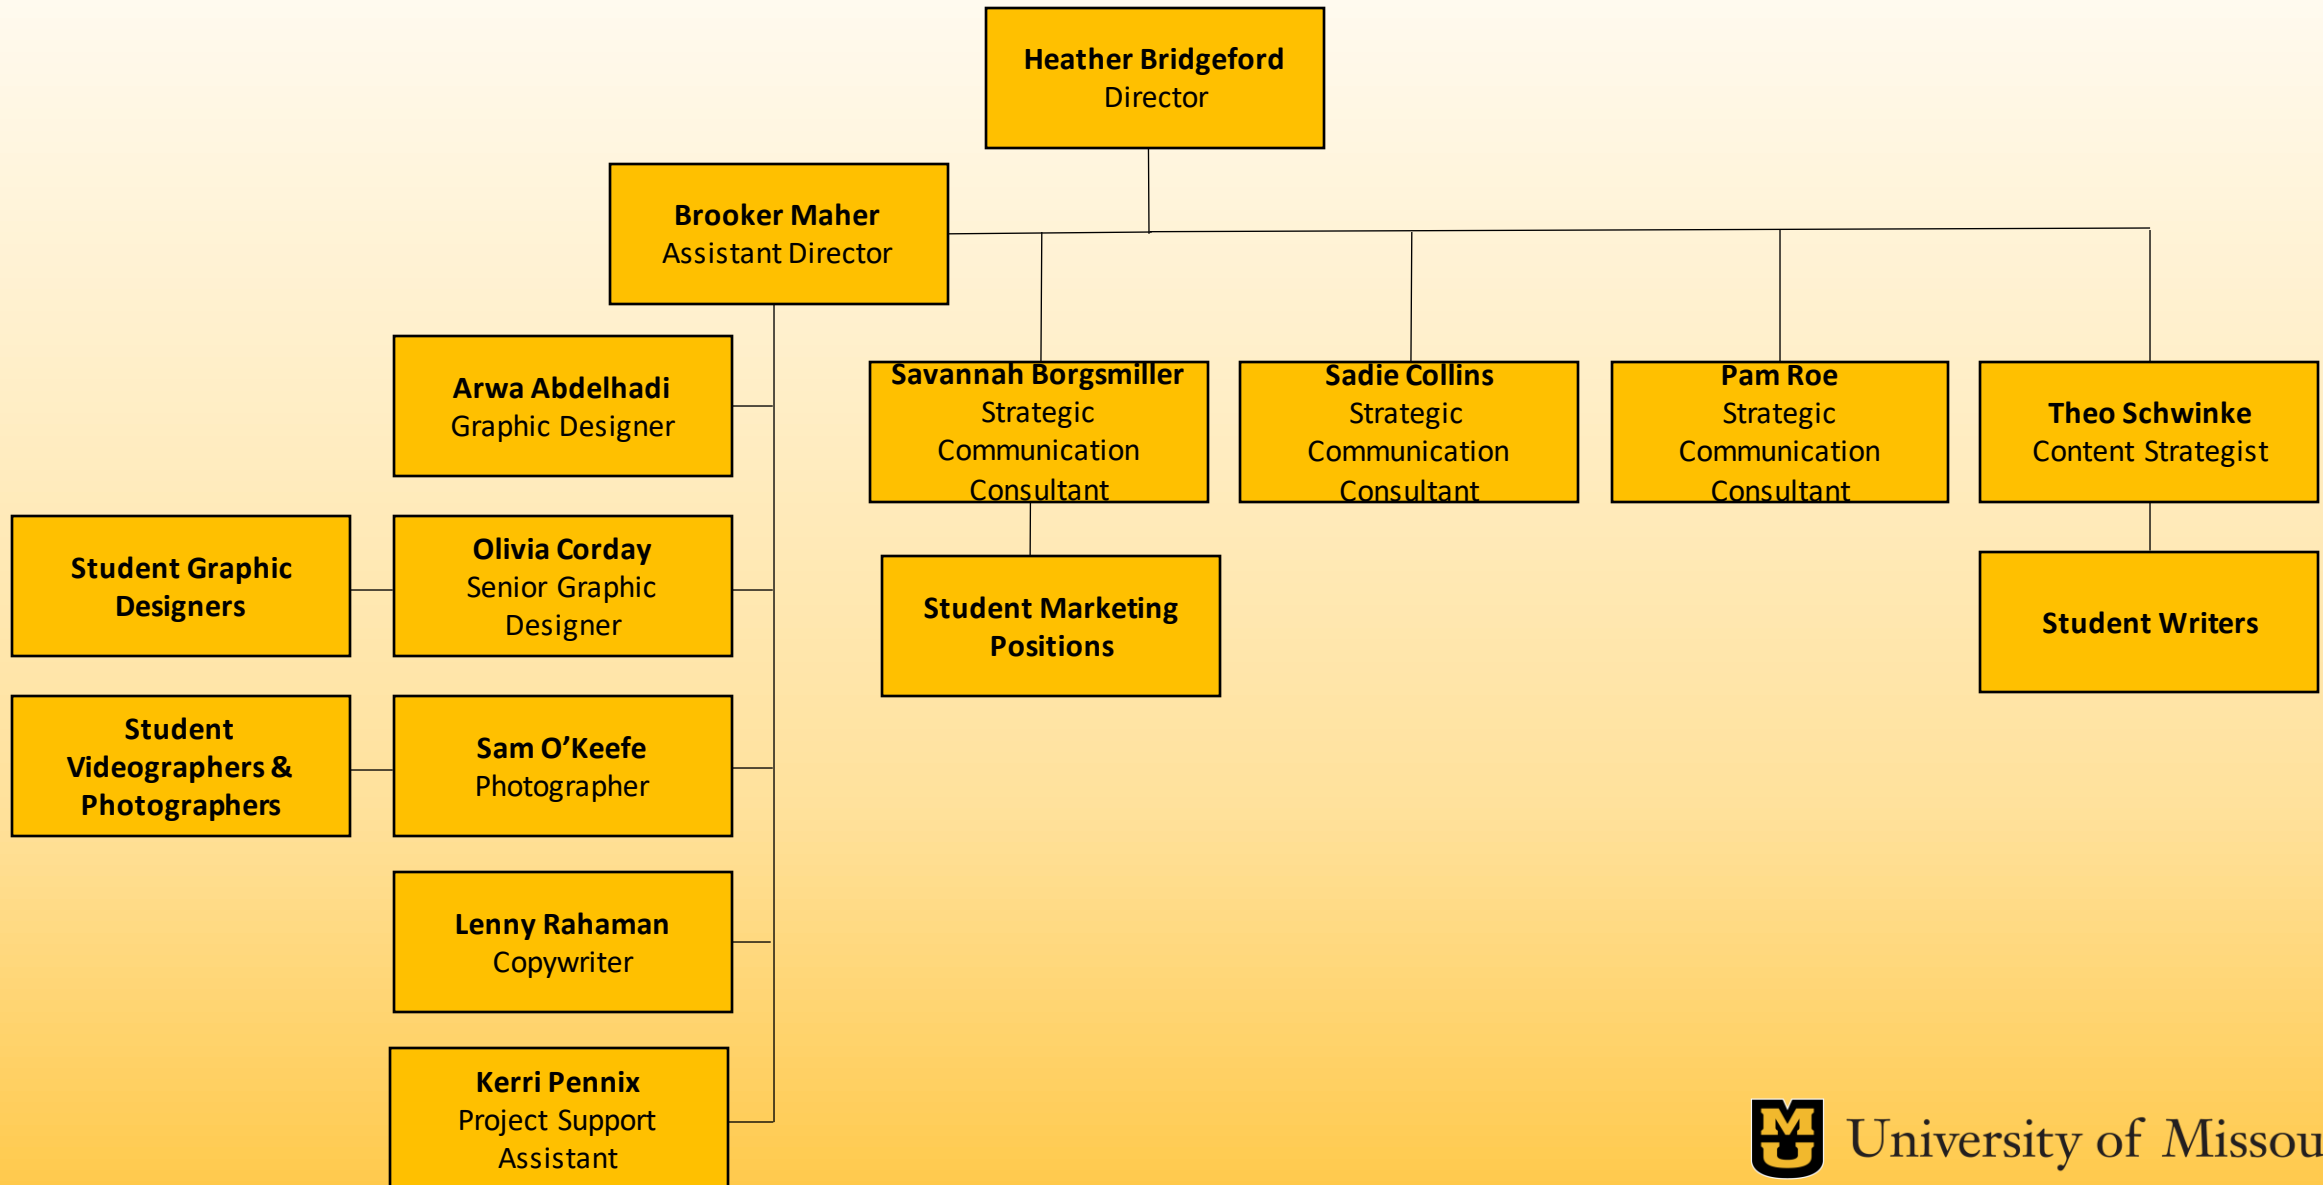 Heather Bridgeford
Director
Brooker Maher
Assistant Director
Arwa Abdelhadi
Graphic Designer
Savannah Borgsmiller
Strategic
Communication
Consultant
Sadie Collins
Strategic
Communication
Consultant
Pam Roe
Strategic
Communication
Consultant
Theo Schwinke
Content Strategist
Student Graphic
Designers
Olivia Corday
Senior Graphic
Designer
Student Marketing
Positions
Student Writers
Student
Videographers &
Photographers
Sam O’Keefe
Photographer
Lenny Rahaman
Copywriter
Kerri Pennix
Project Support
Assistant
MU
University of Missou